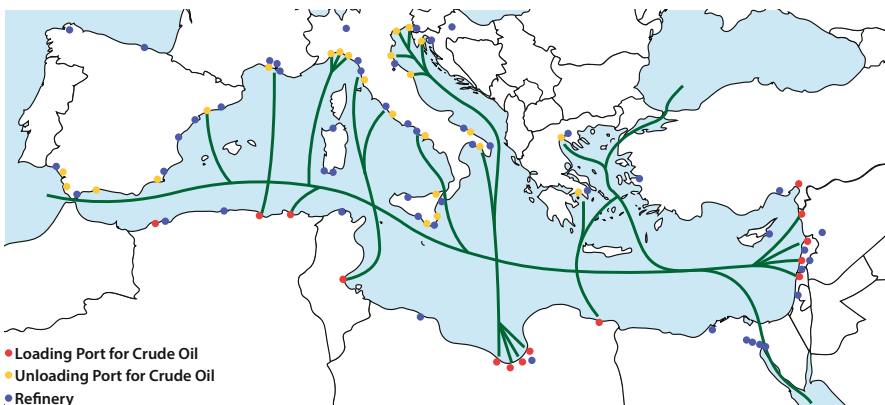 Loading Port for Crude Oil
Unloading Port for Crude Oil
Refinery